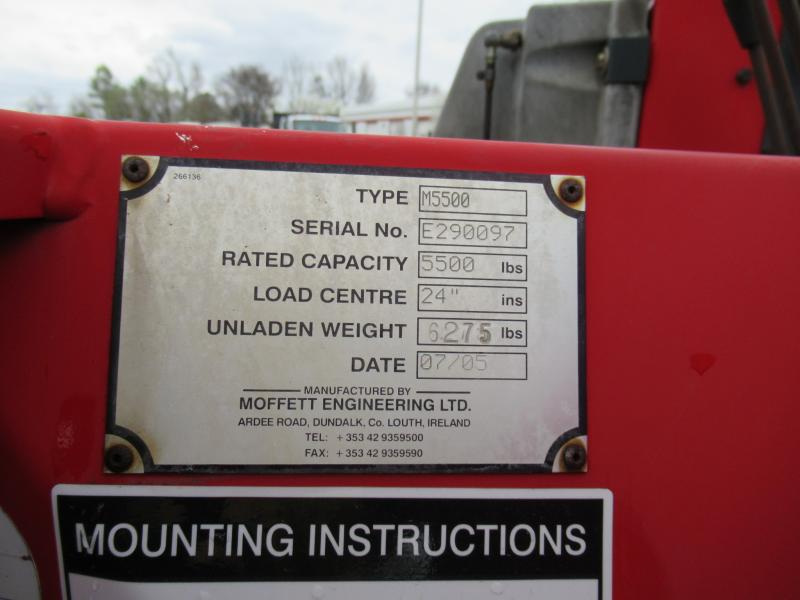 266136
TYPE M5500
SERIAL No. E290097
RATED CAPACITY 5500 lbs
LOAD CENTRE 24" ins
UNLADEN WEIGHT 6275 lbs
DATE 07/05
MANUFACTURED BY
MOFFETT ENGINEERING LTD.
ARDEE ROAD, DUNDALK, Co. LOUTH, IRELAND
TEL: + 353 42 9359500
FAX: + 353 42 9359590
MOUNTING INSTRUCTIONS